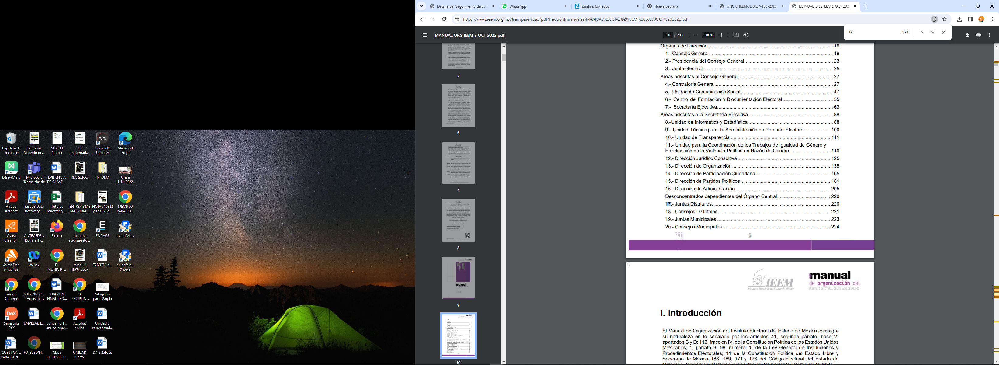 Detalle del Seguimiento de Soli
WhatsApp
Zimbra: Enviados
Nueva pestaña
OFICIO IEEM-JDE027-165-2023
MANUAL ORG IEEM 5 OCT 202
https://www.ieem.org.mx/transparencia2/pdf/fraccionI/manuales/MANUAL%20ORG%20IEEM%205%20OCT%202022.pdf
17
2/21
MANUAL ORG IEEM 5 OCT 2022.pdf
10 / 233
100%
5
6
7
8
9
10
Órganos de Dirección 18
1.- Consejo General 18
2.- Presidencia del Consejo General 23
3.- Junta General 25
Áreas adscritas al Consejo General 27
4.- Contraloría General 27
5.- Unidad de Comunicación Social 47
6.- Centro de Formación y Documentación Electoral 55
7.- Secretaría Ejecutiva 63
Áreas adscritas a la Secretaría Ejecutiva 88
8.-Unidad de Informática y Estadística 88
9.- Unidad Técnica para la Administración de Personal Electoral 100
10.- Unidad de Transparencia 111
11.- Unidad para la Coordinación de los Trabajos de Igualdad de Género y
Erradicación de la Violencia Política en Razón de Género 119
12.- Dirección Jurídico Consultiva 125
13.- Dirección de Organización 135
14.- Dirección de Participación Ciudadana 165
15.- Dirección de Partidos Políticos 181
16.- Dirección de Administración 205
Desconcentrados dependientes del Órgano Central 220
17.- Juntas Distritales 220
18.- Consejos Distritales 221
19.- Juntas Municipales 223
20.- Consejos Municipales 224
2
IEEM
Instituto Electoral del Estado de México
manual
de organización del
INSTITUTO ELECTORAL DEL ESTADO DE MÉXICO
I. Introducción
El Manual de Organización del Instituto Electoral del Estado de México consagra
su naturaleza en lo señalado por los artículos 41, segundo párrafo, base V,
apartados C y D; 116, fracción IV, de la Constitución Política de los Estados Unidos
Mexicanos; 1, párrafo 3; 98, numeral 1, de la Ley General de Instituciones y
Procedimientos Electorales; 11 de la Constitución Política del Estado Libre y
Soberano de México; 168, 169, 171 y 173 del Código Electoral del Estado de
México; y, los demás relativos y aplicables del Reglamento Interno del Instituto
Papelera de
reciclaje
Formato
Acuerdo de...
SESIÓN
1.docx
F1
Diplomad...
Sena 30K
Updater
Microsoft
Edge
EdrawMind
Microsoft
Teams classic
EVIDENCIA
DE CLASE ...
REGIS.docx
INFOEM
Clase
14-11-2022...
Adobe
Acrobat
EaseUS Data
Recovery ...
Tutores
maestría y ...
ENTREVISTAS
MAESTRÍA ...
NOTAS 15312
y 15318 Ba...
EJEMPLO
PARA LÓ...
Avast
Cleanu...
ANTECEDE...
15312 Y 15...
Firefox
acta de
nacimiento...
ENGAGE
es-pdfele...
Avast Free
Antivirus
Webex
EL
MUNICIPI...
tarea LJ
TEPJF.docx
TANTITO.d...
es-pdfele...
(1).exe
Google
Chrome
5-06-2023R...
- Hojas de ...
EXAMEN
FINAL TEO...
LA
DISCIPLIN...
Silogisno
parte 2.pptx
Samsung
DeX
EMPLEABIL...
convenio_F...
anticorrupc...
Acrobat
online
Unidad 3
concentrad...
CUESTION...
PARA EX 2P...
FD_EVELYN...
Clase
07-11-2023...
UNIDAD
3.pptx
3.1 3.2.docx